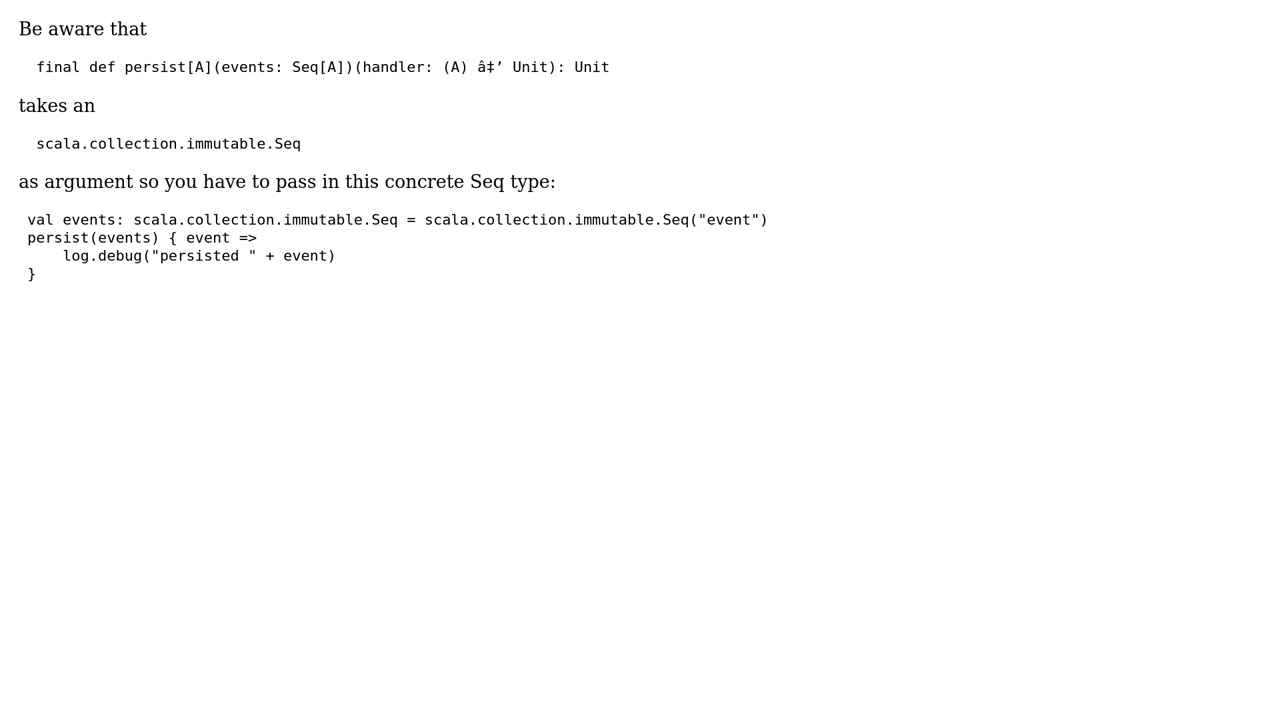 Be aware that
final def persist[A](events: Seq[A])(handler: (A) â‡’ Unit): Unit
takes an
scala.collection.immutable.Seq
as argument so you have to pass in this concrete Seq type:
val events: scala.collection.immutable.Seq = scala.collection.immutable.Seq("event")
persist(events) { event =>
    log.debug("persisted " + event)
}